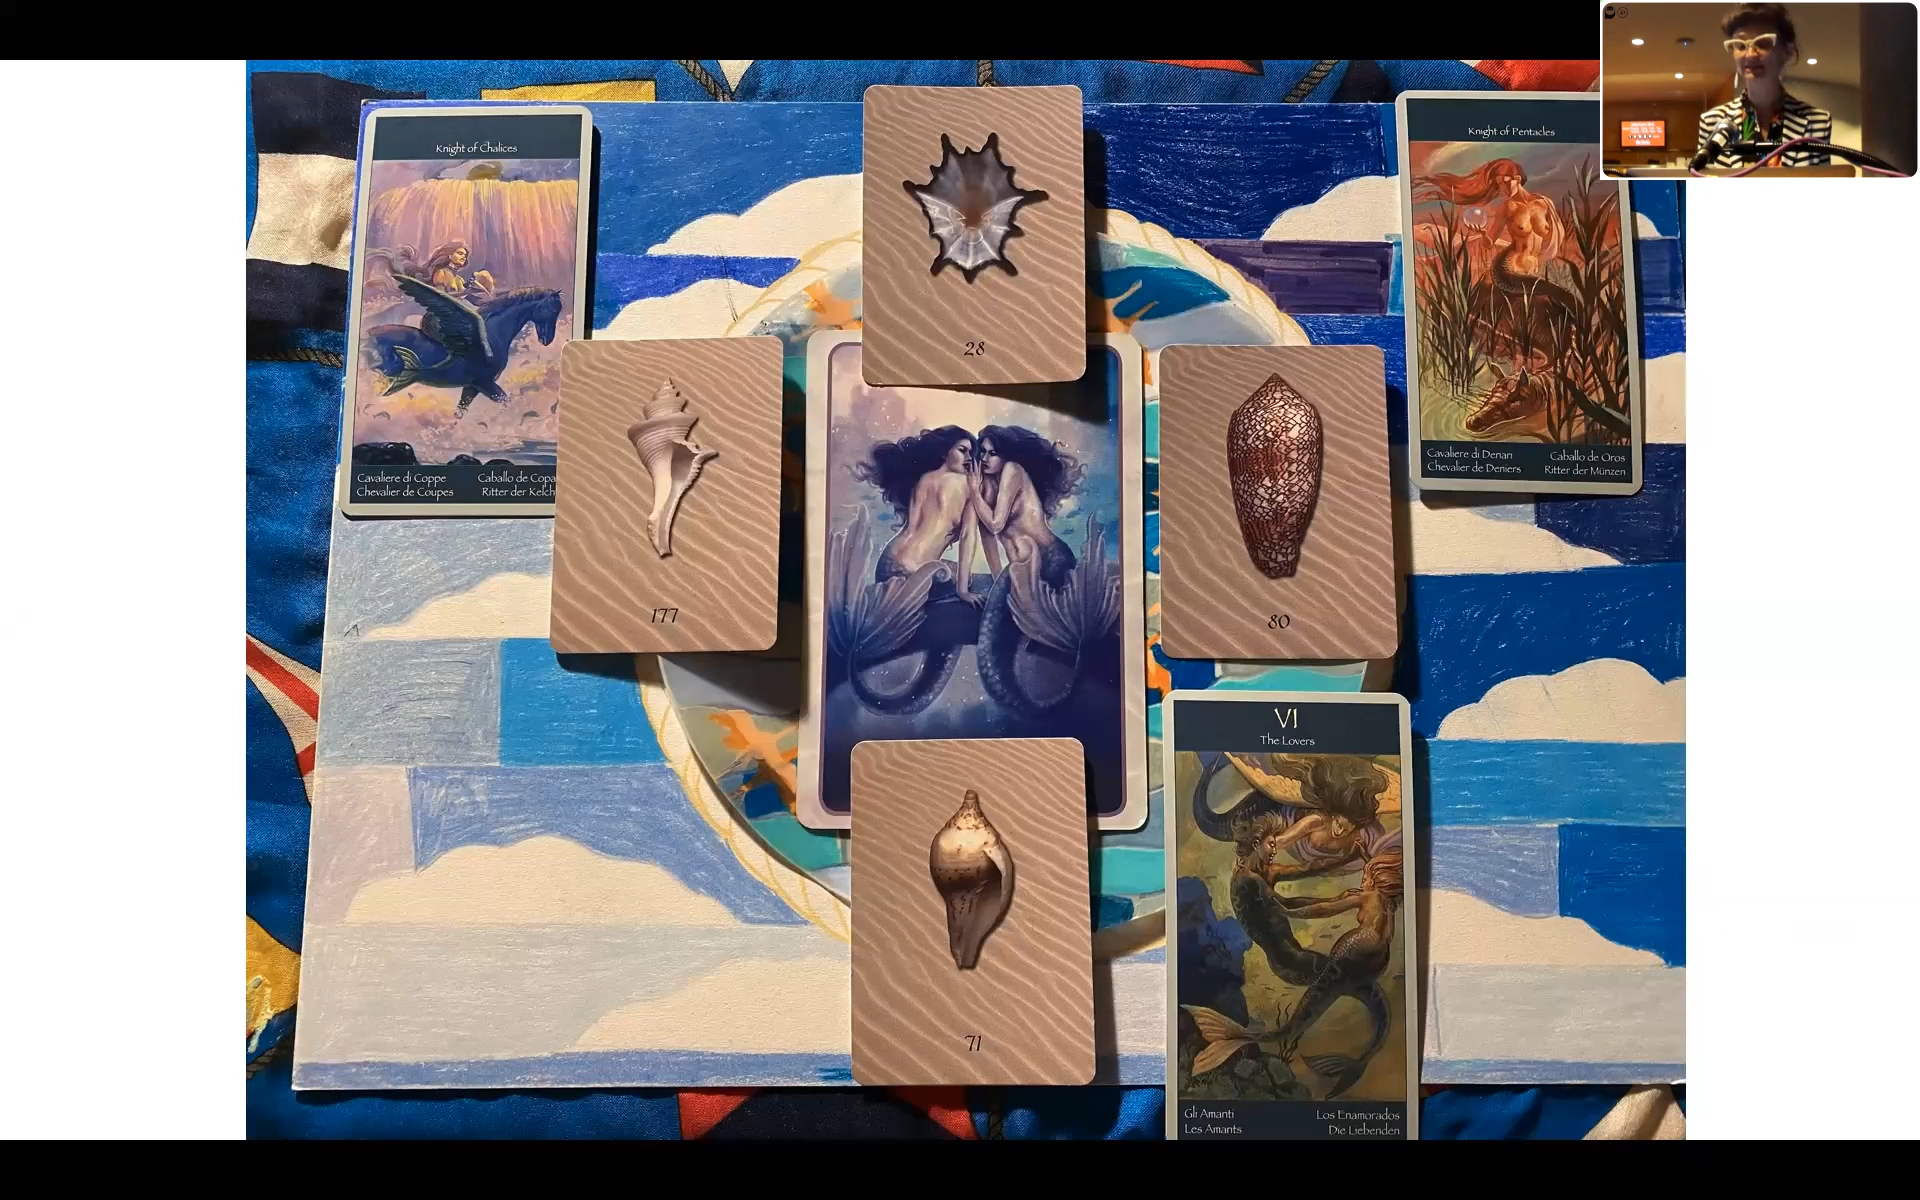 Knight of Chalices
Cavaliere di Coppe
Chevalier de Coupes
Caballo de Copa
Ritter der Kelch
28
177
80
71
Knight of Pentacles
Cavaliere di Denari
Chevalier de Deniers
Caballo de Oros
Ritter der Münzen
VI
The Lovers
Gli Amanti
Les Amants
Los Enamorados
Die Liebenden